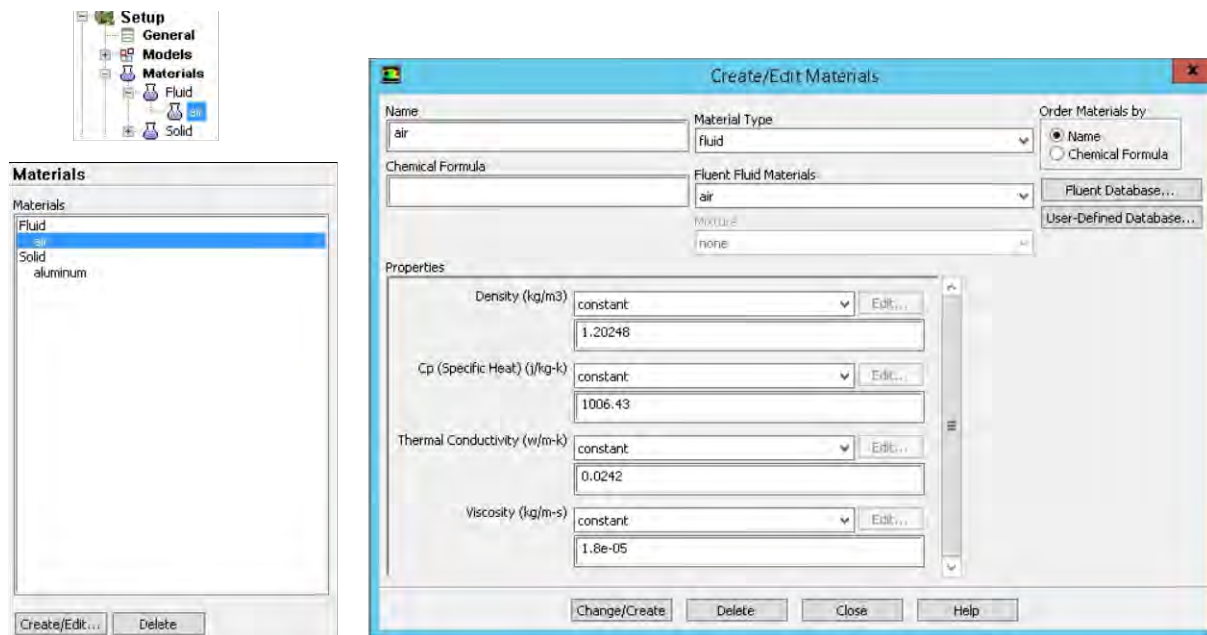 Setup
General
Models
Materials
Fluid
air
Solid
Materials
Materials
Fluid
air
Solid
aluminum
Create/Edit...
Delete
Create/Edit Materials
Name
air
Chemical Formula
Material Type
fluid
Fluent Fluid Materials
air
Mixture
none
Order Materials by
Name
Chemical Formula
Fluent Database...
User-Defined Database...
Properties
Density (kg/m3)
constant
Edit...
1.20248
Cp (Specific Heat) (j/kg-k)
constant
Edit...
1006.43
Thermal Conductivity (w/m-k)
constant
Edit...
0.0242
Viscosity (kg/m-s)
constant
Edit...
1.8e-05
Change/Create
Delete
Close
Help